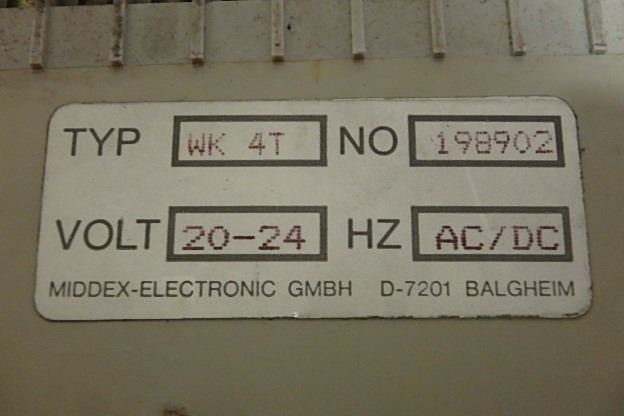 TYP WK 4T NO 198902
VOLT 20-24 HZ AC/DC
MIDDEX-ELECTRONIC GMBH D-7201 BALGHEIM